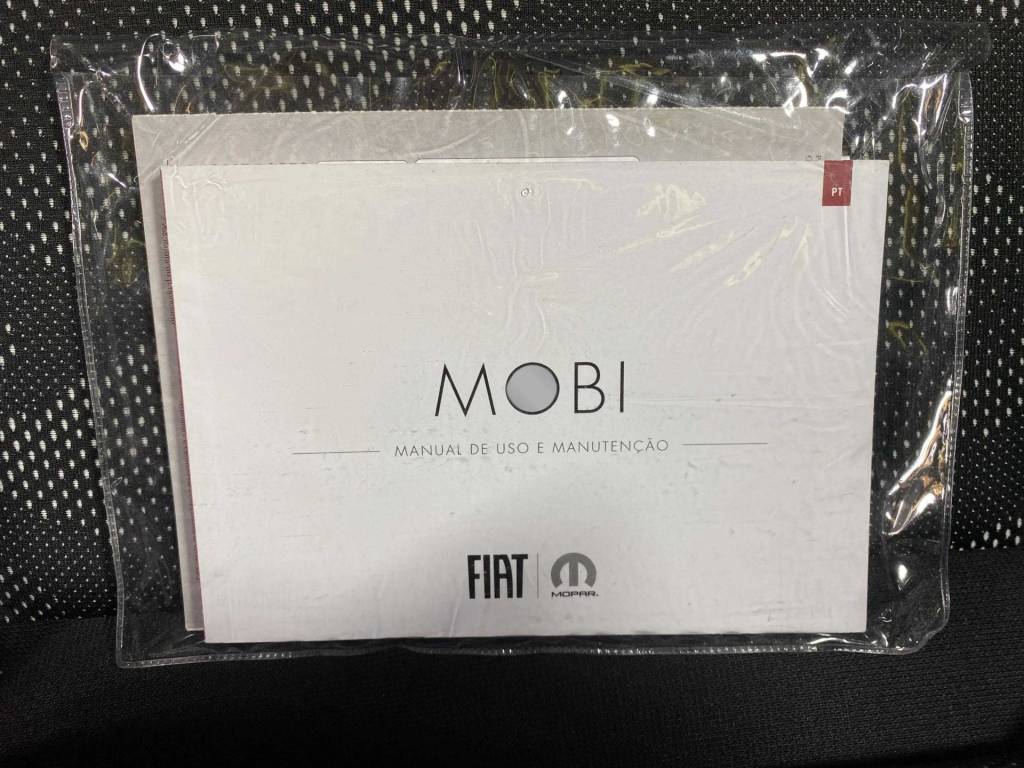 PT
MOBI
MANUAL DE USO E MANUTENÇÃO
FIAT
MOPAR®